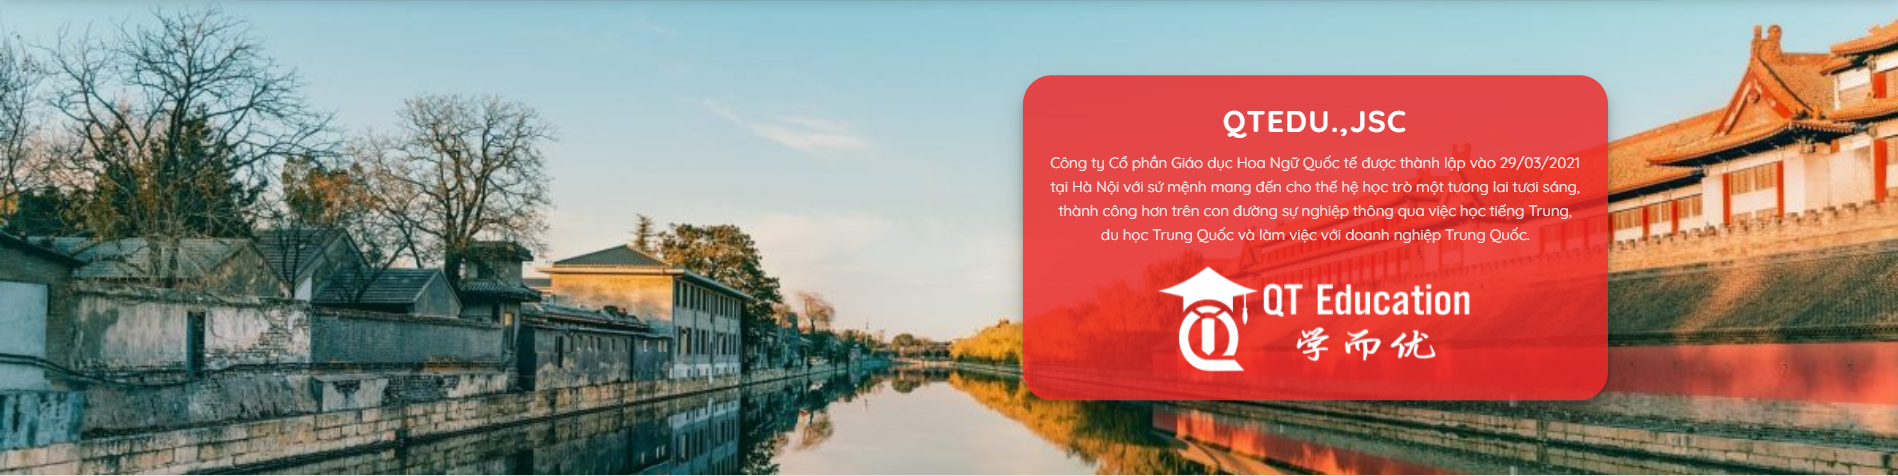 QTEDU.,JSC
Công ty Cổ phần Giáo dục Hoa Ngữ Quốc tế được thành lập vào 29/03/2021
tại Hà Nội với sứ mệnh mang đến cho thế hệ học trò một tương lai tươi sáng,
thành công hơn trên con đường sự nghiệp thông qua việc học tiếng Trung,
du học Trung Quốc và làm việc với doanh nghiệp Trung Quốc.
QT Education
学而优